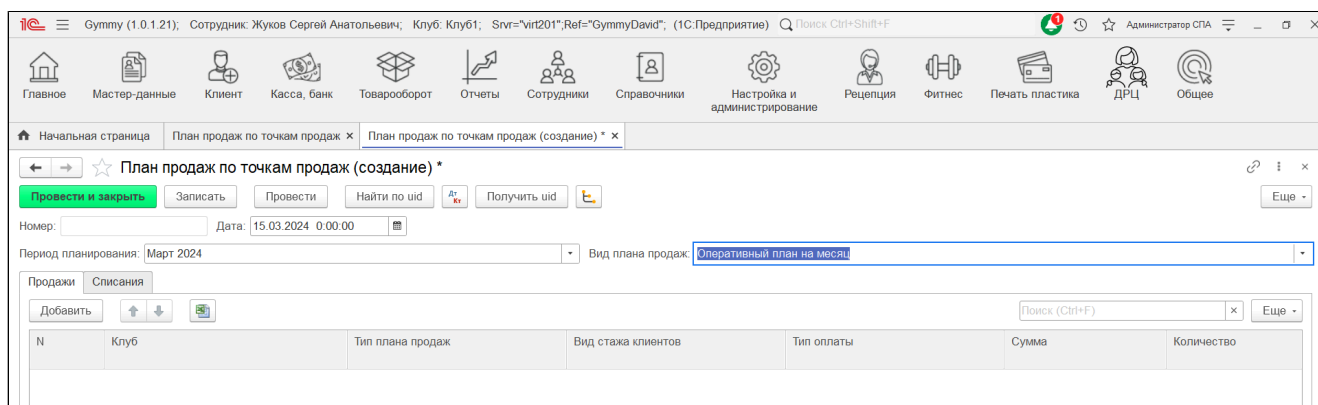 1С Gymmy (1.0.1.21); Сотрудник: Жуков Сергей Анатольевич; Клуб: Клуб1; Srvr="virt201";Ref="GymmyDavid"; (1С:Предприятие) Поиск Ctrl+Shift+F 1 Администратор СПА
Главное Мастер-данные Клиент Касса, банк Товарооборот Отчеты Сотрудники Справочники Настройка и администрирование Рецепция Фитнес Печать пластика ДРЦ Общее
Начальная страница План продаж по точкам продаж × План продаж по точкам продаж (создание) * ×
План продаж по точкам продаж (создание) *
Провести и закрыть Записать Провести Найти по uid Дт Кт Получить uid Еще
Номер: Дата: 15.03.2024 0:00:00
Период планирования: Март 2024 Вид плана продаж: Оперативный план на месяц
Продажи Списания
Добавить Поиск (Ctrl+F) × Еще
N Клуб Тип плана продаж Вид стажа клиентов Тип оплаты Сумма Количество